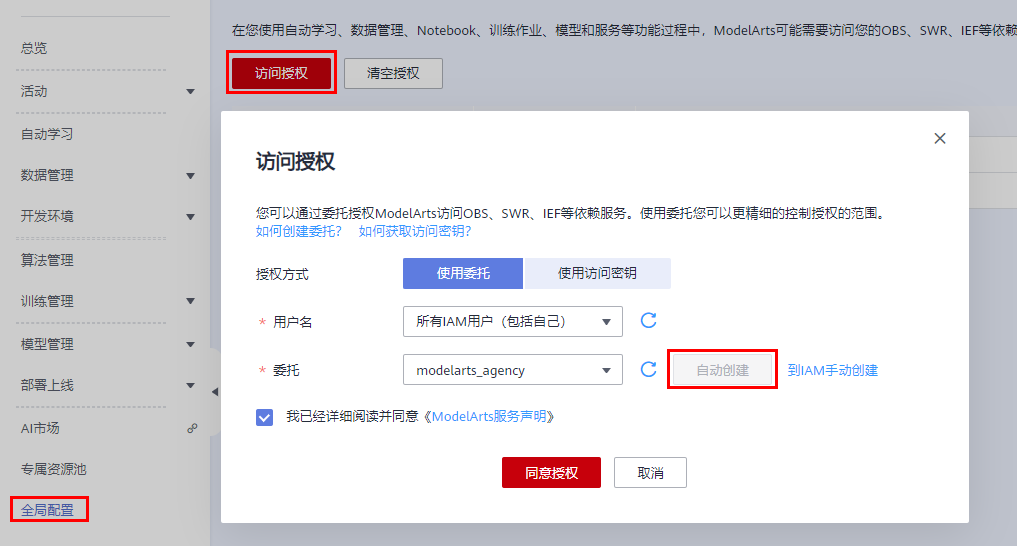 总览
活动
自动学习
数据管理
开发环境
算法管理
训练管理
模型管理
部署上线
AI市场
专属资源池
全局配置
在您使用自动学习、数据管理、Notebook、训练作业、模型和服务等功能过程中，ModelArts可能需要访问您的OBS、SWR、IEF等依赖
访问授权 清空授权
访问授权
您可以通过委托授权ModelArts访问OBS、SWR、IEF等依赖服务。使用委托您可以更精细的控制授权的范围。
如何创建委托？ 如何获取访问密钥？
授权方式 使用委托 使用访问密钥
* 用户名 所有IAM用户（包括自己）
* 委托 modelarts_agency 自动创建 到IAM手动创建
我已经详细阅读并同意《ModelArts服务声明》
同意授权 取消